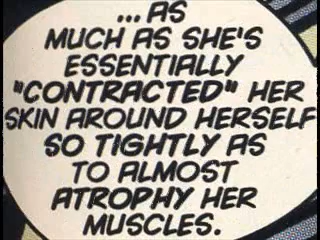 ... AS
MUCH AS SHE'S
ESSENTIALLY
"CONTRACTED" HER
SKIN AROUND HERSELF
SO TIGHTLY AS
TO ALMOST
ATROPHY HER
MUSCLES.